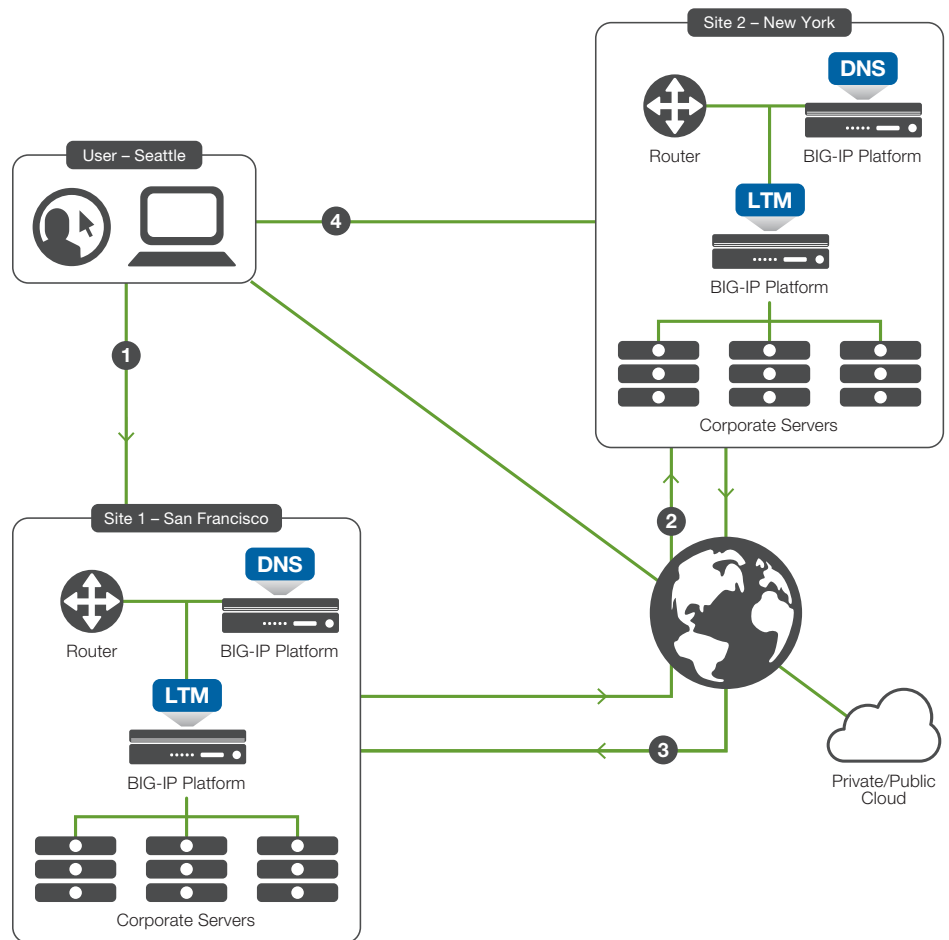 Site 2 – New York
DNS
Router
BIG-IP Platform
LTM
BIG-IP Platform
Corporate Servers
User – Seattle
4
1
2
Site 1 – San Francisco
DNS
Router
BIG-IP Platform
LTM
BIG-IP Platform
Corporate Servers
3
Private/Public
Cloud